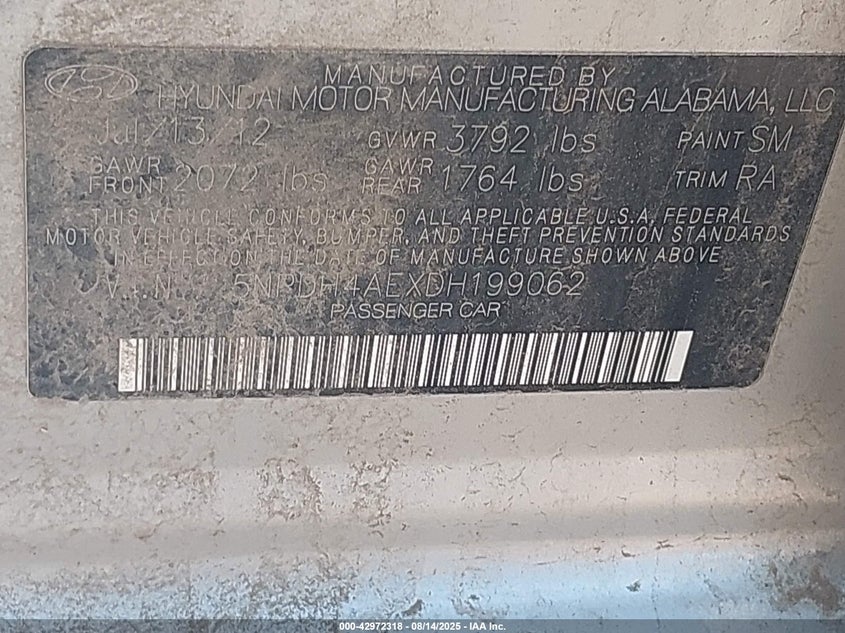 MANUFACTURED BY
HYUNDAI MOTOR MANUFACTURING ALABAMA, LLC
Jul/13/12 GVWR 3792 lbs PAINT SM
GAWR FRONT 2072 lbs GAWR REAR 1764 lbs TRIM RA
THIS VEHICLE CONFORMS TO ALL APPLICABLE U.S.A. FEDERAL
MOTOR VEHICLE SAFETY, BUMPER, AND THEFT PREVENTION STANDARDS
IN EFFECT ON THE DATE OF MANUFACTURE SHOWN ABOVE
V.I.N. 5NPDH4AEXDH199062
PASSENGER CAR
000-42972318 - 08/14/2025 - IAA Inc.